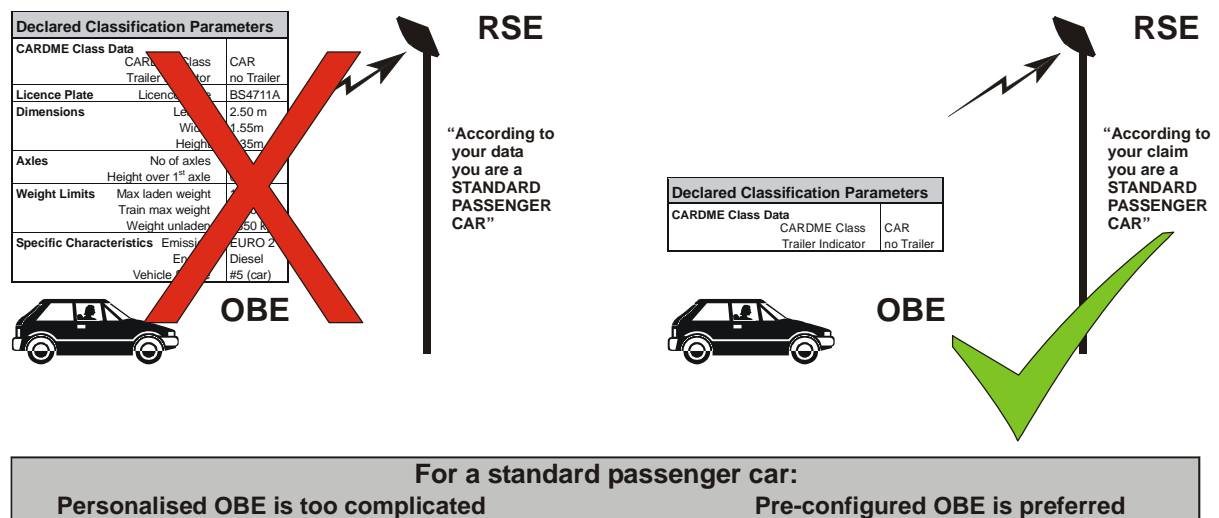 Declared Classification Parameters
CARDME Class Data
Class CAR
Trailer no Trailer
Licence Plate BS4711A
Dimensions 2.50 m
1.55m
Height
Axles No of axles
Height over 1st axle
Weight Limits Max laden weight
Train max weight
Weight unladen
Specific Characteristics EURO 2
Diesel
Vehicle #5 (car)
OBE
RSE
“According to
your data
you are a
STANDARD
PASSENGER
CAR”
RSE
“According to
your claim
you are a
STANDARD
PASSENGER
CAR”
Declared Classification Parameters
CARDME Class Data
CARDME Class CAR
Trailer Indicator no Trailer
OBE
For a standard passenger car:
Personalised OBE is too complicated Pre-configured OBE is preferred